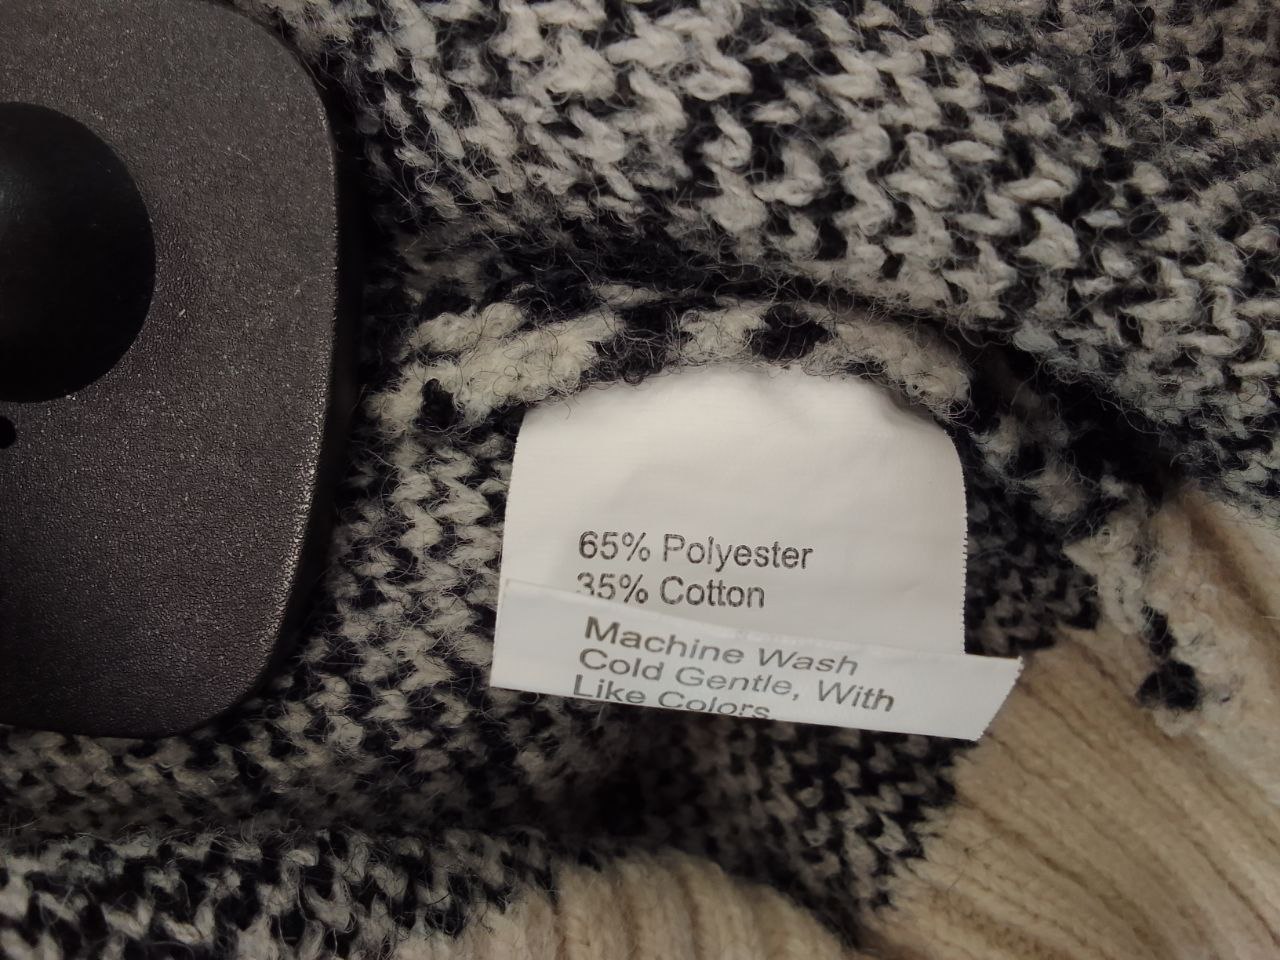 65% Polyester
35% Cotton
Machine Wash
Cold Gentle, With
Like Colors